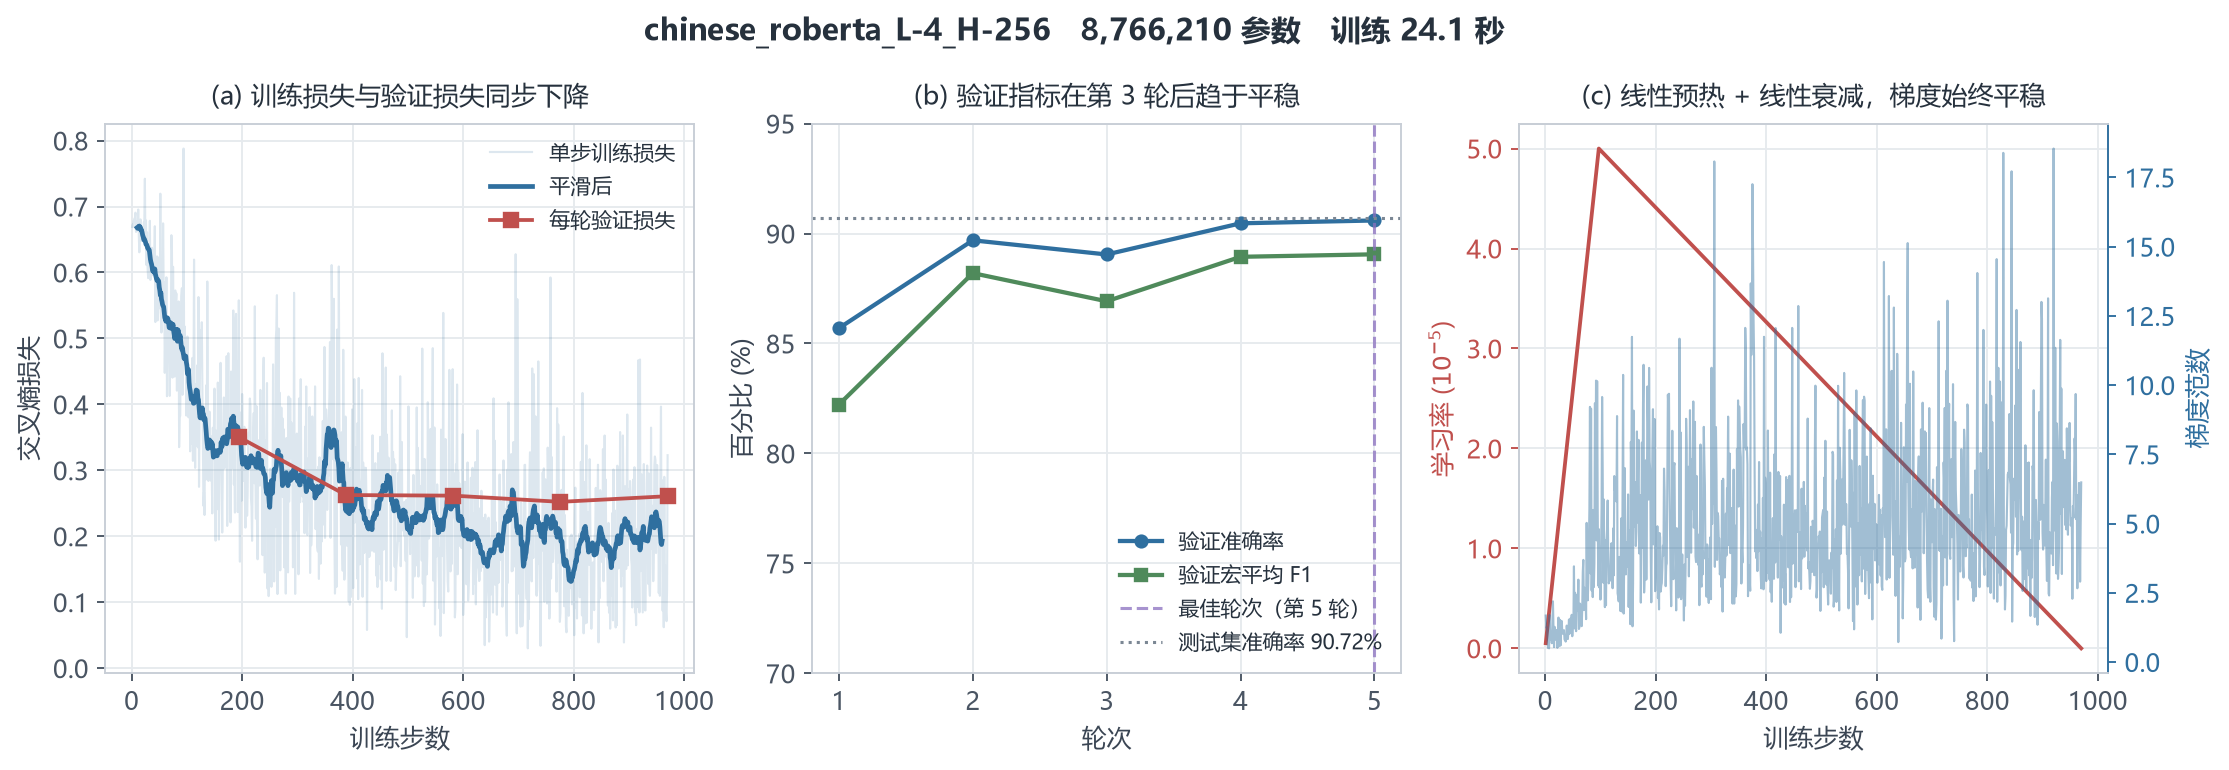 chinese_roberta_L-4_H-256 8,766,210 参数 训练 24.1 秒
(a) 训练损失与验证损失同步下降
交叉熵损失
0.8
0.7
0.6
0.5
0.4
0.3
0.2
0.1
0.0
单步训练损失
平滑后
每轮验证损失
0 200 400 600 800 1000
训练步数
(b) 验证指标在第 3 轮后趋于平稳
百分比 (%)
95
90
85
80
75
70
验证准确率
验证宏平均 F1
最佳轮次（第 5 轮）
测试集准确率 90.72%
1 2 3 4 5
轮次
(c) 线性预热 + 线性衰减，梯度始终平稳
学习率 (10⁻⁵)
5.0
4.0
3.0
2.0
1.0
0.0
17.5
15.0
12.5
10.0
7.5
5.0
2.5
0.0
梯度范数
0 200 400 600 800 1000
训练步数